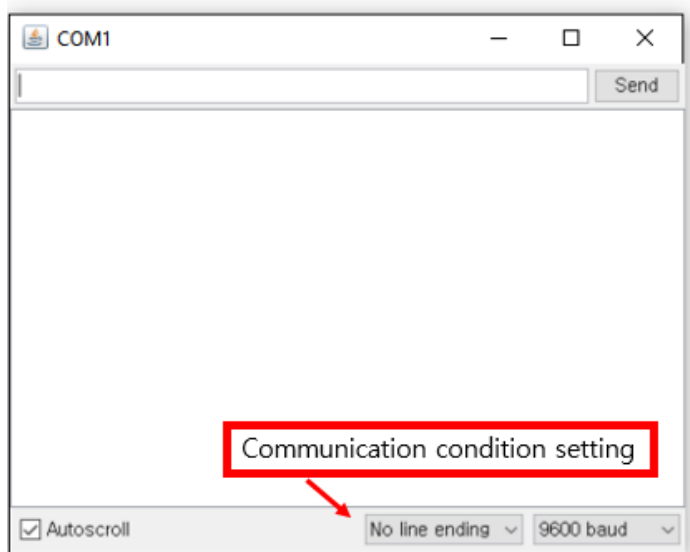 COM1
Send
Communication condition setting
Autoscroll
No line ending
9600 baud